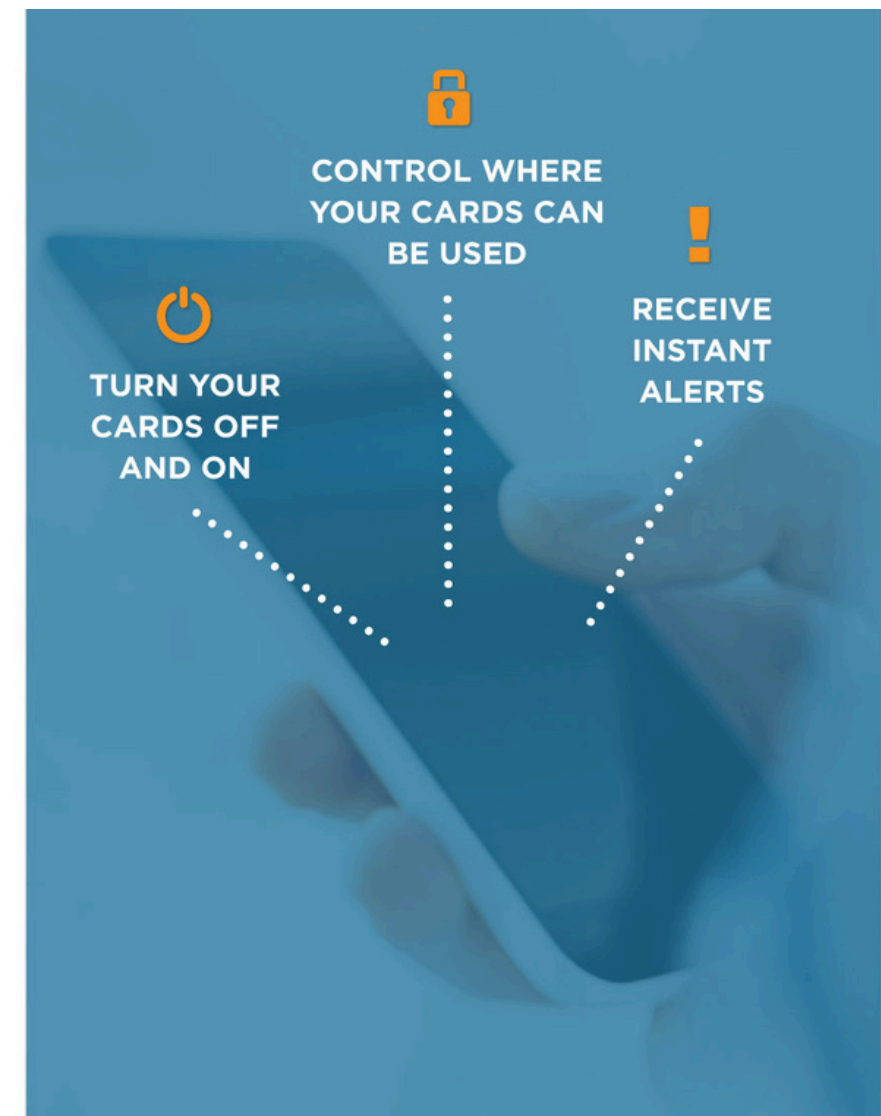 CONTROL WHERE
YOUR CARDS CAN
BE USED
RECEIVE
INSTANT
ALERTS
TURN YOUR
CARDS OFF
AND ON